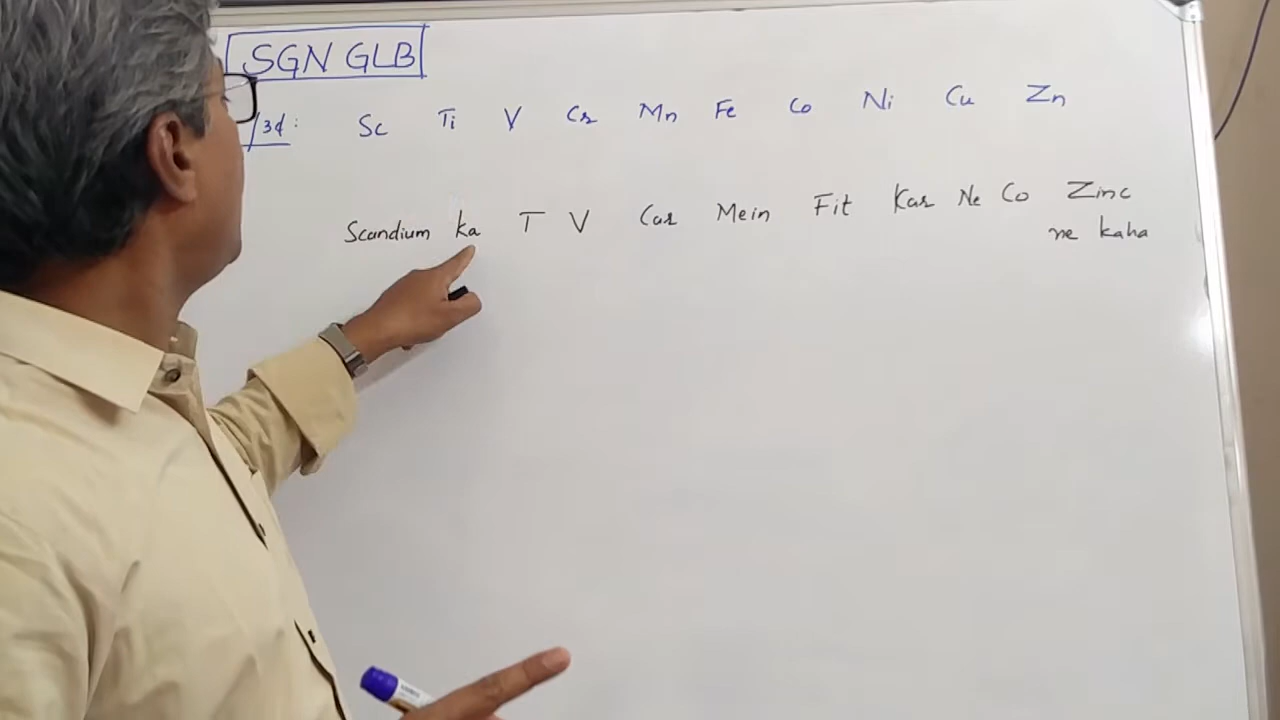 SGN GLB
/3d : Sc Ti V Cr Mn Fe Co Ni Cu Zn
Scandium ka T V Car Mein Fit Kar Ne Co Zinc
ne kaha